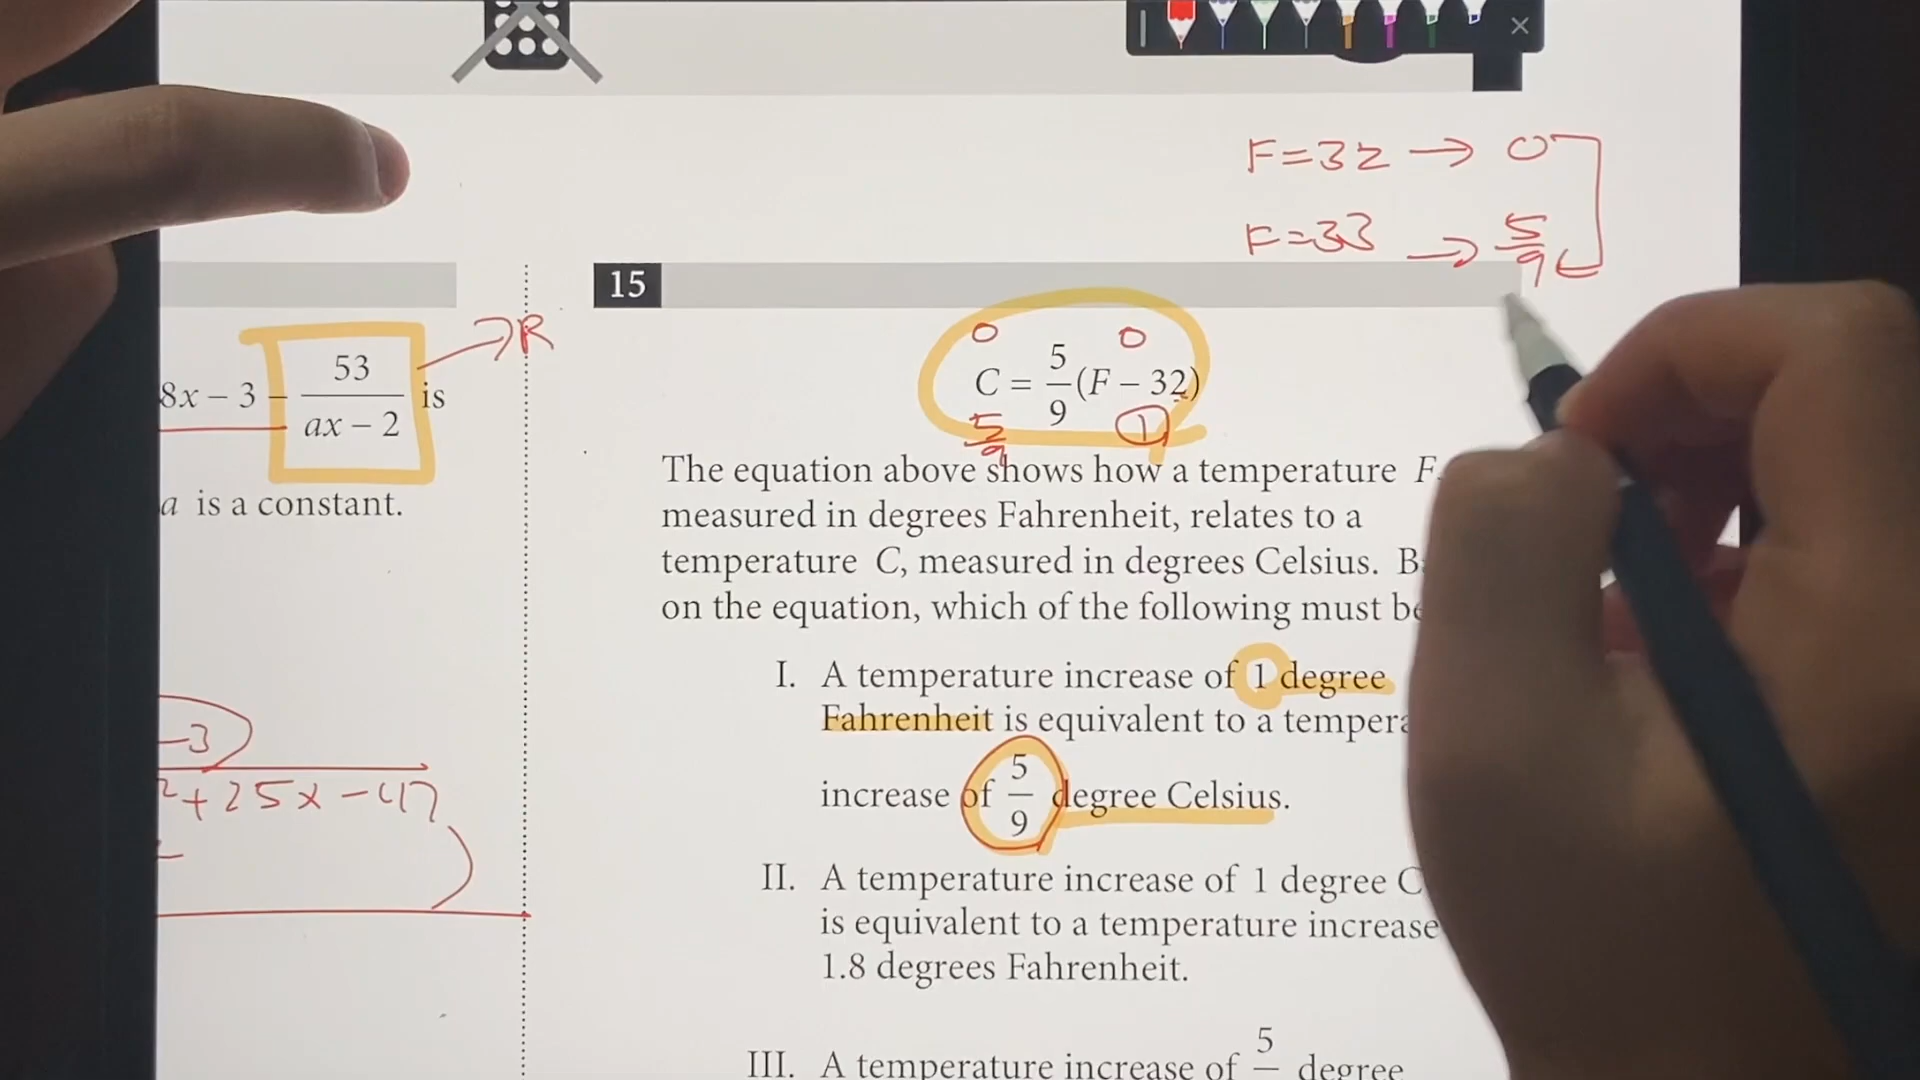 F=32 → 0
F=33 → 5/9
15
→R
8x − 3 − 53/(ax − 2) is
a is a constant.
−3
+25x−47
0 0
C = 5/9(F − 32)
5/9 1
The equation above shows how a temperature F
measured in degrees Fahrenheit, relates to a
temperature C, measured in degrees Celsius.
on the equation, which of the following must
I. A temperature increase of 1 degree
Fahrenheit is equivalent to a
increase of 5/9 degree Celsius.
II. A temperature increase of 1 degree C
is equivalent to a temperature increase
1.8 degrees Fahrenheit.
III. A temperature increase of 5 degree